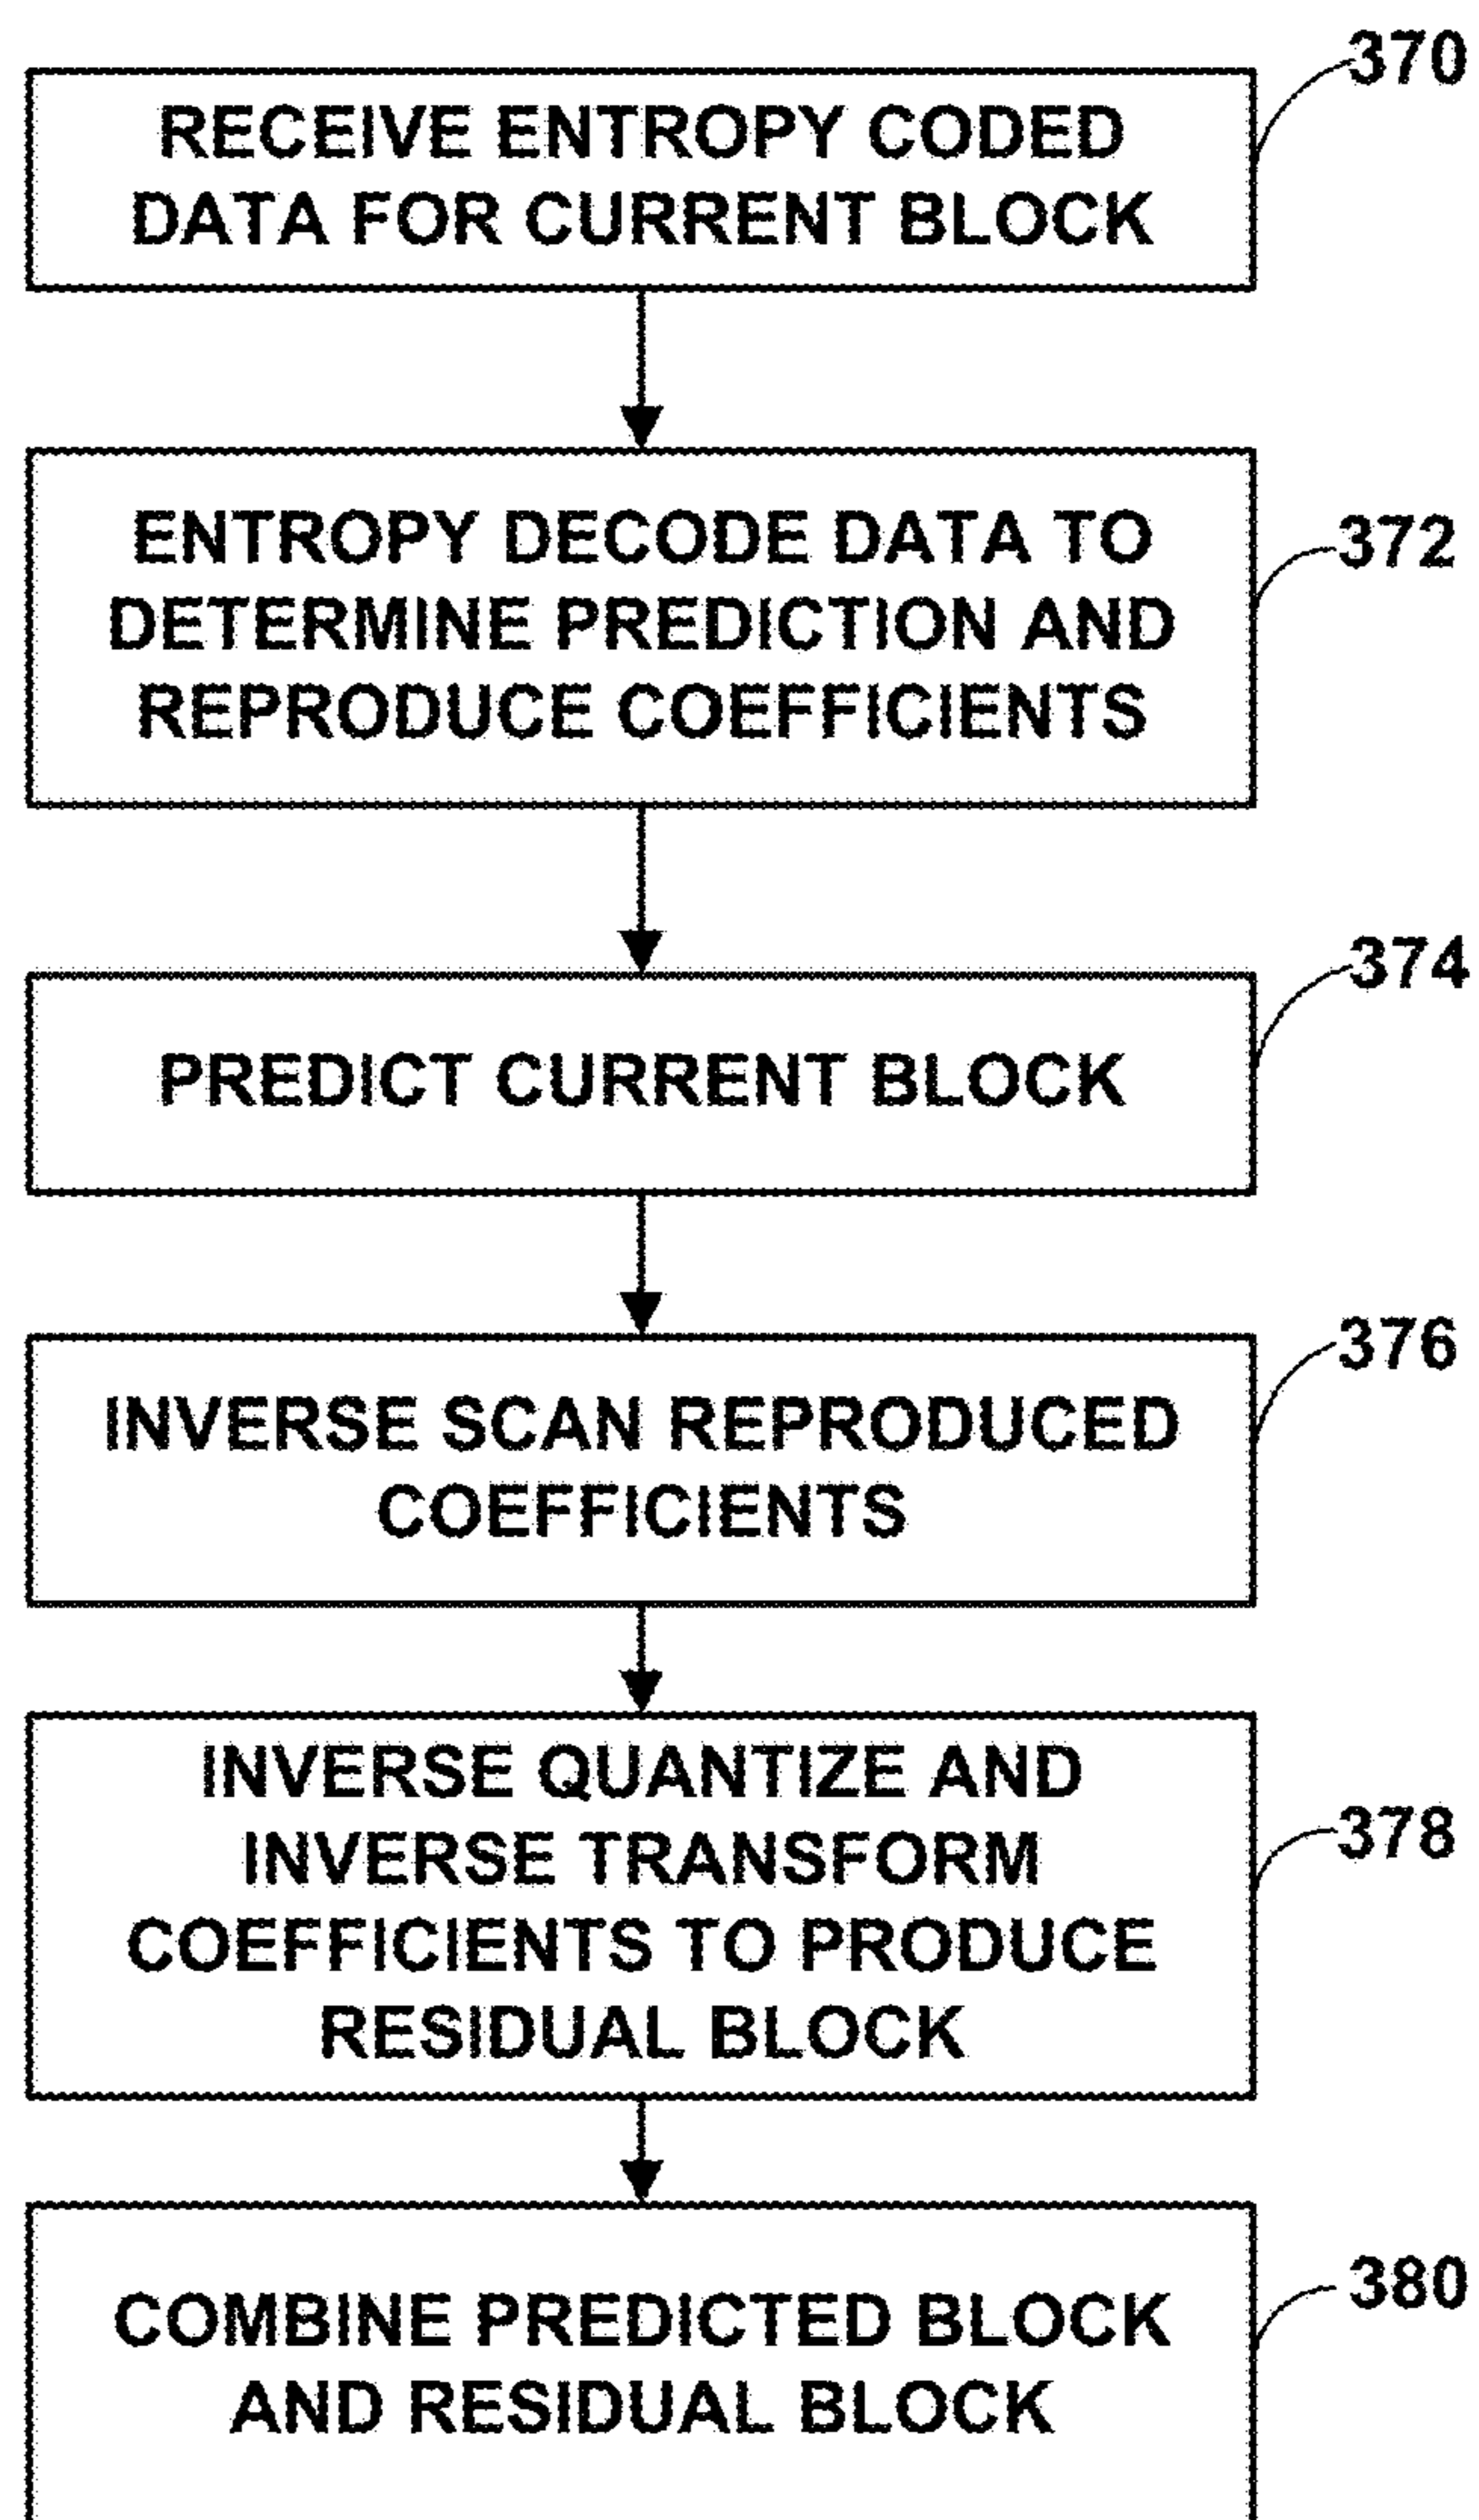 370
RECEIVE ENTROPY CODED
DATA FOR CURRENT BLOCK
372
ENTROPY DECODE DATA TO
DETERMINE PREDICTION AND
REPRODUCE COEFFICIENTS
374
PREDICT CURRENT BLOCK
376
INVERSE SCAN REPRODUCED
COEFFICIENTS
378
INVERSE QUANTIZE AND
INVERSE TRANSFORM
COEFFICIENTS TO PRODUCE
RESIDUAL BLOCK
380
COMBINE PREDICTED BLOCK
AND RESIDUAL BLOCK